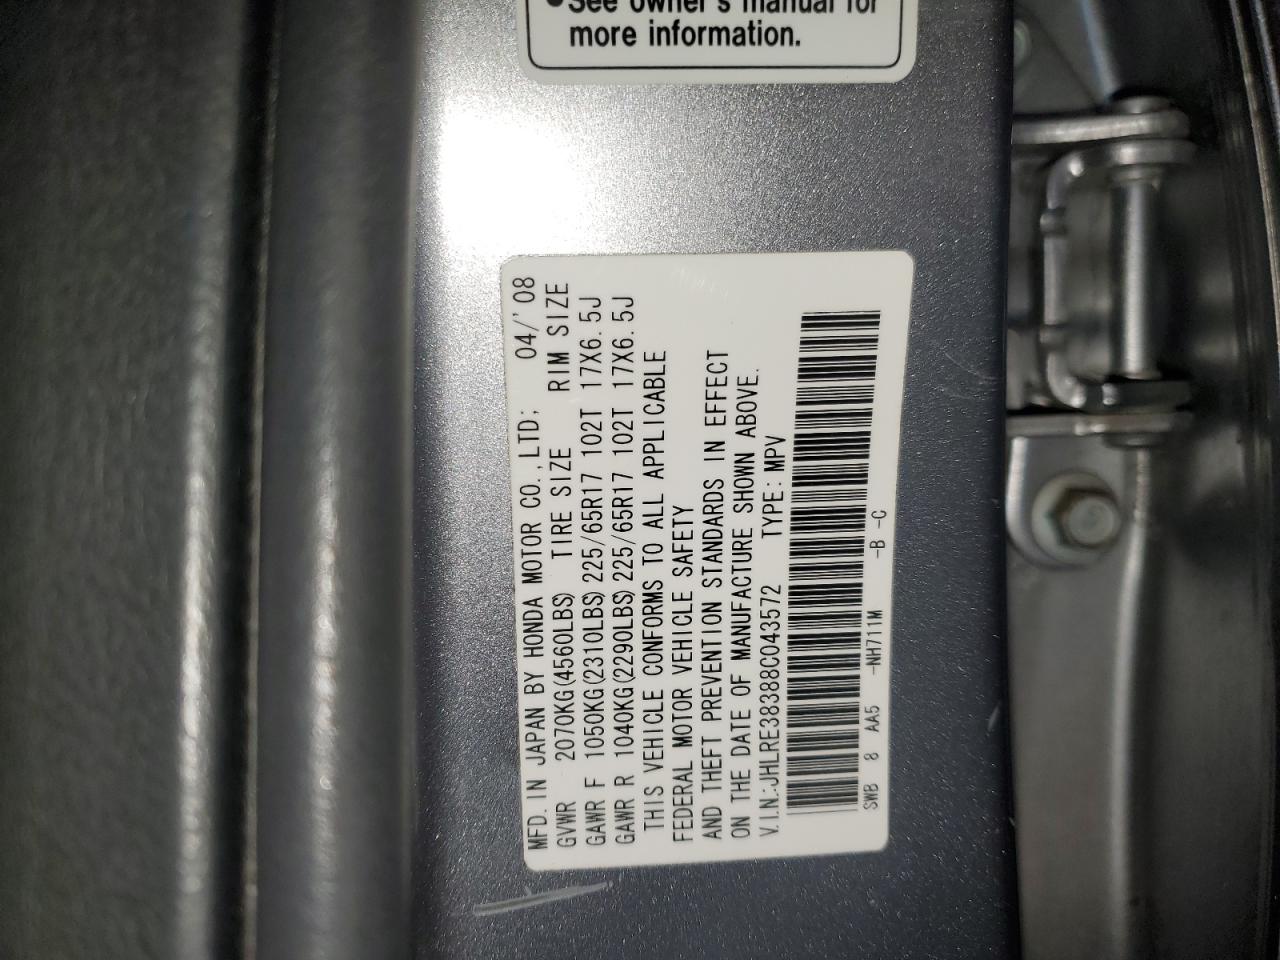 See owner's manual for
more information.
MFD. IN JAPAN BY HONDA MOTOR CO., LTD; 04/'08
GVWR 2070KG(4560LBS) TIRE SIZE RIM SIZE
GAWR F 1050KG(2310LBS) 225/65R17 102T 17X6.5J
GAWR R 1040KG(2290LBS) 225/65R17 102T 17X6.5J
THIS VEHICLE CONFORMS TO ALL APPLICABLE
FEDERAL MOTOR VEHICLE SAFETY
AND THEFT PREVENTION STANDARDS IN EFFECT
ON THE DATE OF MANUFACTURE SHOWN ABOVE.
V.I.N.:JHLRE38388C043572 TYPE: MPV
SWB 8 AA5 -NH711M -B -C